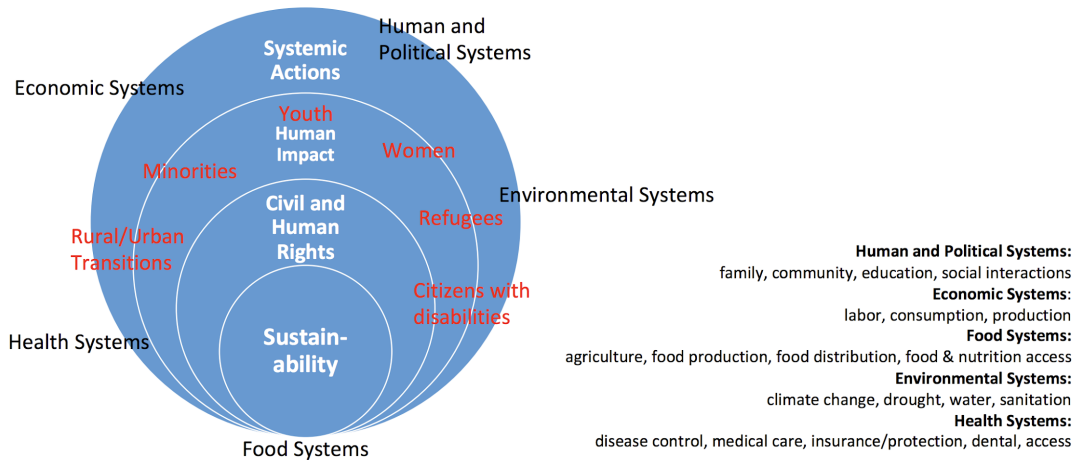 Human and
Political Systems
Systemic
Actions
Economic Systems
Youth
Human
Impact
Women
Minorities
Environmental Systems
Civil and
Human
Rights
Refugees
Rural/Urban
Transitions
Citizens with
disabilities
Sustain-
ability
Health Systems
Food Systems
Human and Political Systems:
family, community, education, social interactions
Economic Systems:
labor, consumption, production
Food Systems:
agriculture, food production, food distribution, food & nutrition access
Environmental Systems:
climate change, drought, water, sanitation
Health Systems:
disease control, medical care, insurance/protection, dental, access